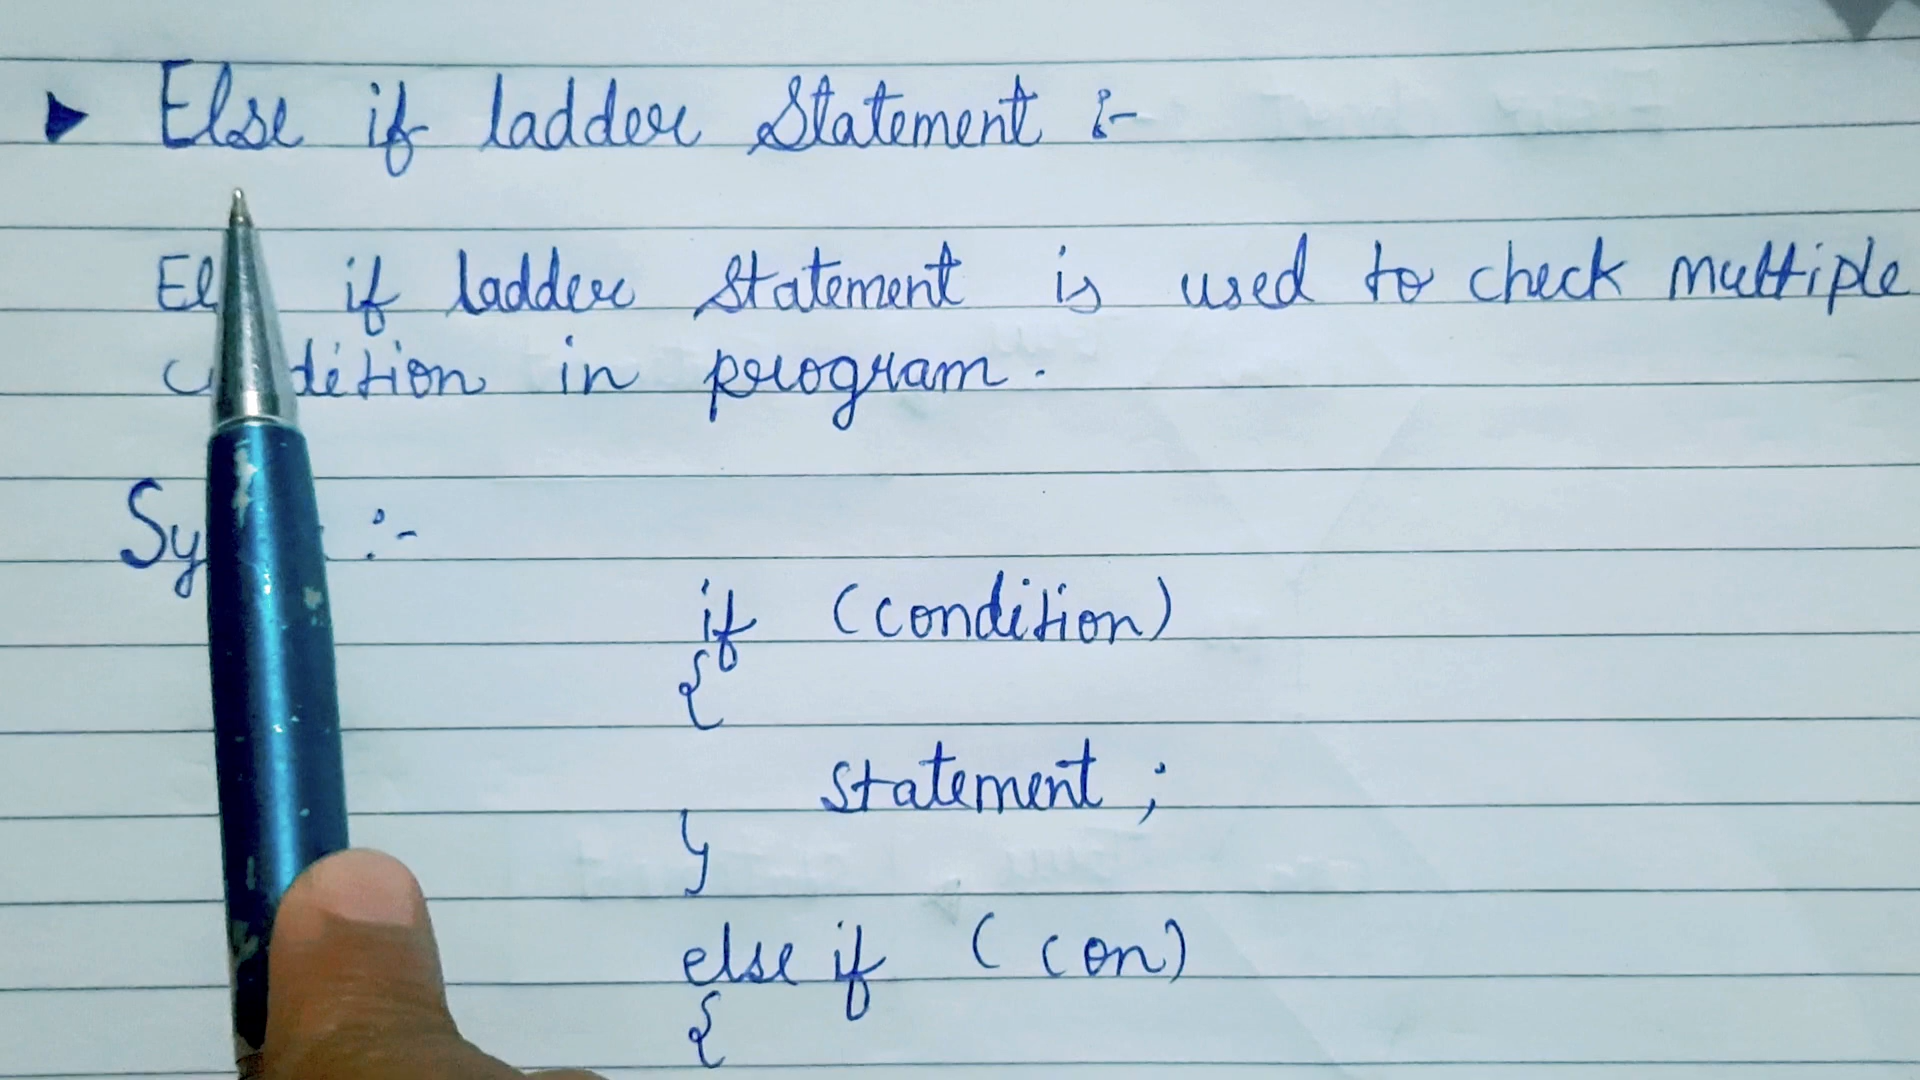 Else if ladder Statement :-
if ladder statement is used to check multiple
in program.
:-
if (condition)
{
statement ;
}
else if ( con)
{